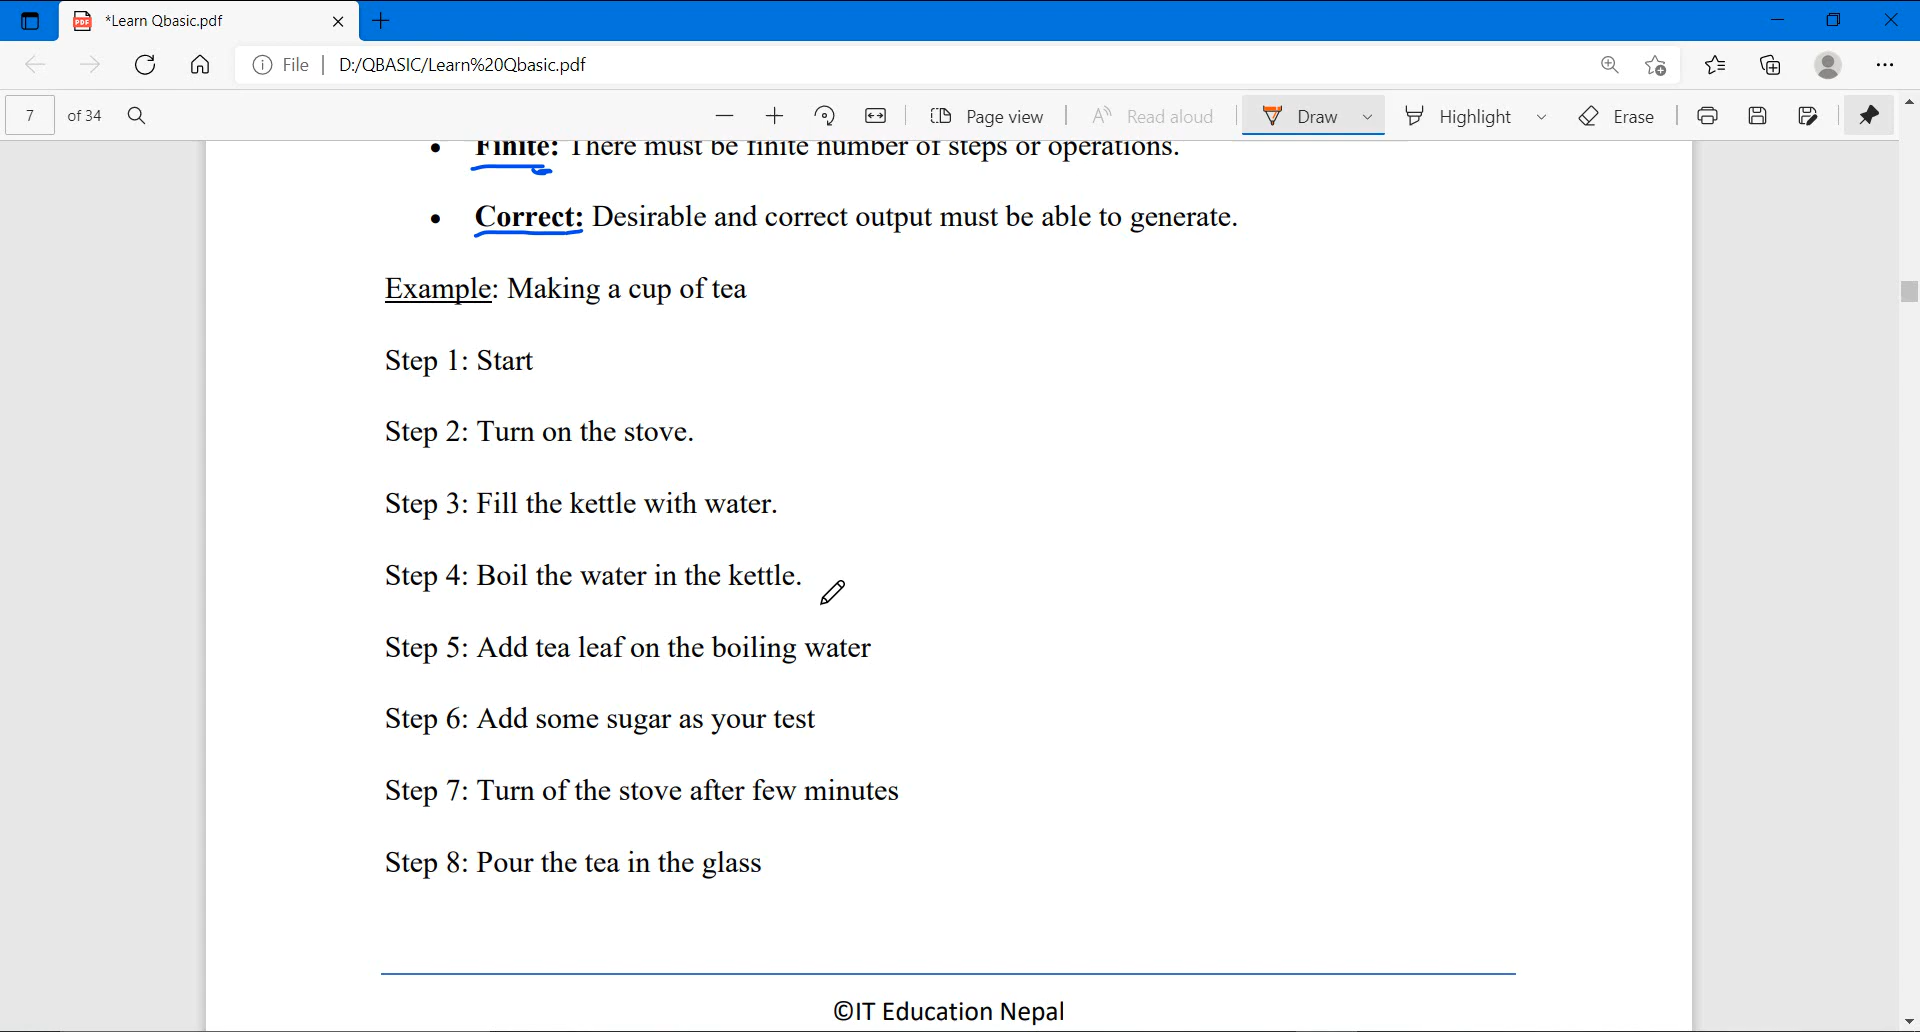 *Learn Qbasic.pdf
File | D:/QBASIC/Learn%20Qbasic.pdf
7 of 34 Page view Read aloud Draw Highlight Erase
• Finite: There must be finite number of steps or operations.
• Correct: Desirable and correct output must be able to generate.
Example: Making a cup of tea
Step 1: Start
Step 2: Turn on the stove.
Step 3: Fill the kettle with water.
Step 4: Boil the water in the kettle.
Step 5: Add tea leaf on the boiling water
Step 6: Add some sugar as your test
Step 7: Turn of the stove after few minutes
Step 8: Pour the tea in the glass
©IT Education Nepal